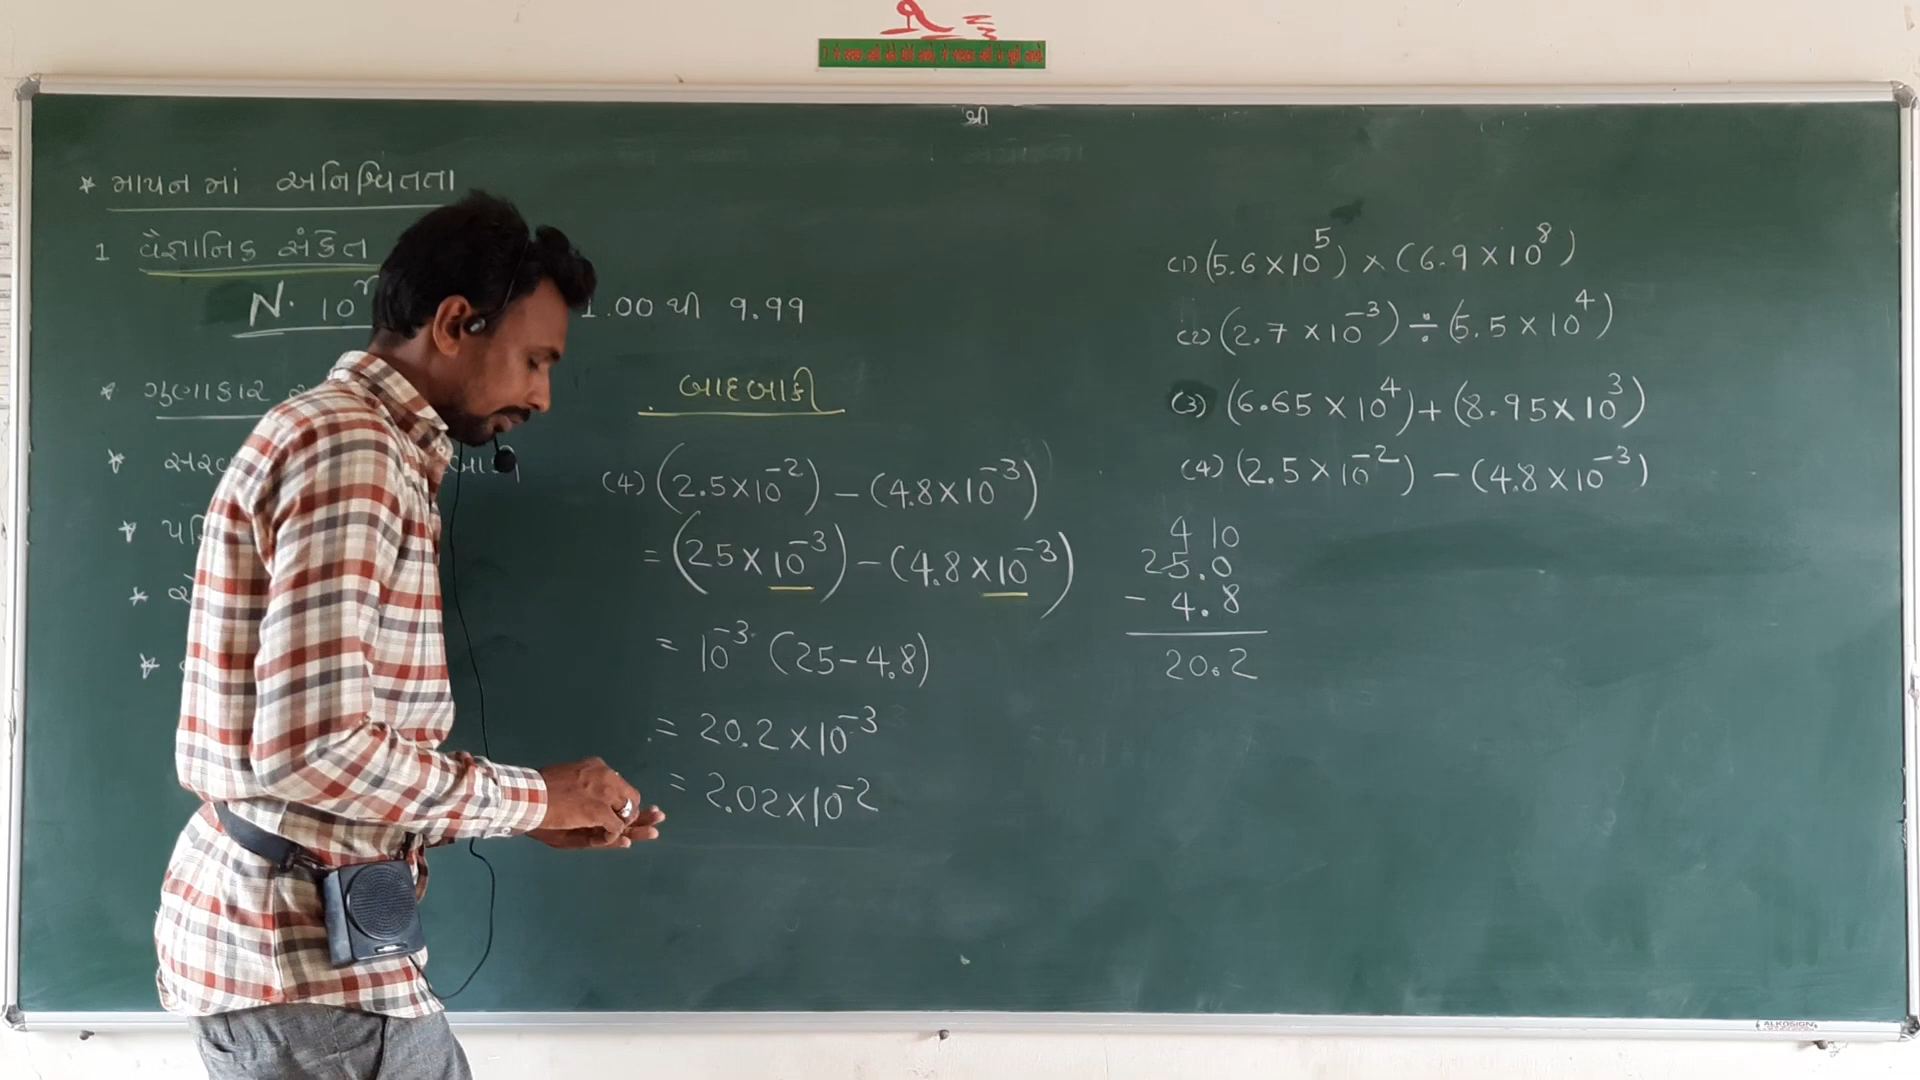 શ્રી
* માપન માં અનિશ્ચિતતા
1 વૈજ્ઞાનિક સંકેત
N. 10
1.00 થી 9.99
* ગુણાકાર
બાદબાકી
(4) (2.5×10⁻²) – (4.8×10⁻³)
= (25×10⁻³) – (4.8×10⁻³)
= 10⁻³ (25–4.8)
= 20.2×10⁻³
= 2.02×10⁻²
(1) (5.6×10⁵) × (6.9×10⁸)
(2) (2.7×10⁻³) ÷ (5.5×10⁴)
(3) (6.65×10⁴) + (8.95×10³)
(4) (2.5×10⁻²) – (4.8×10⁻³)
4 10
25.0
– 4.8
20.2
ALKOSIGN